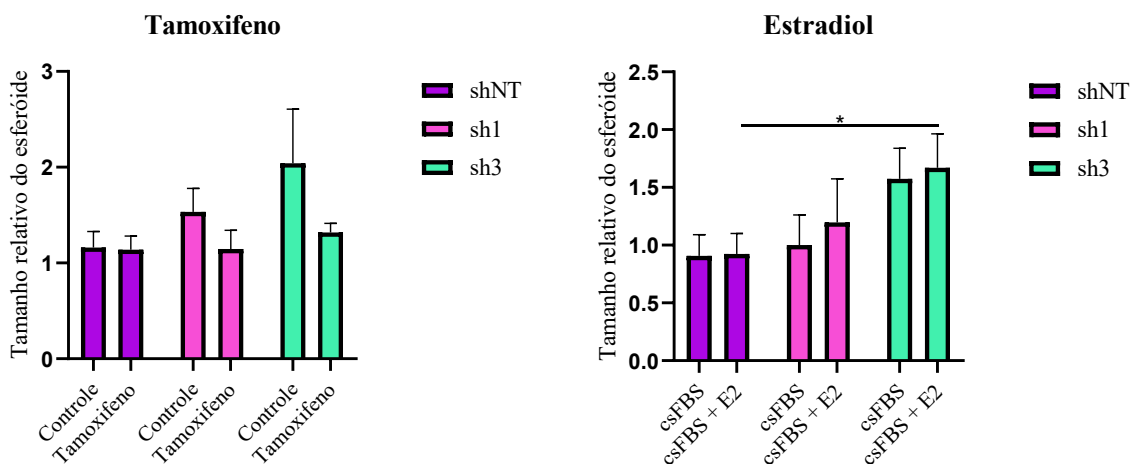 Tamoxifeno
Tamanho relativo do esferóide
3
2
1
0
Controle
Tamoxifeno
Controle
Tamoxifeno
Controle
Tamoxifeno
shNT
sh1
sh3
Estradiol
Tamanho relativo do esferóide
2.5
2.0
1.5
1.0
0.5
0.0
*
csFBS
csFBS + E2
csFBS
csFBS + E2
csFBS
csFBS + E2
shNT
sh1
sh3